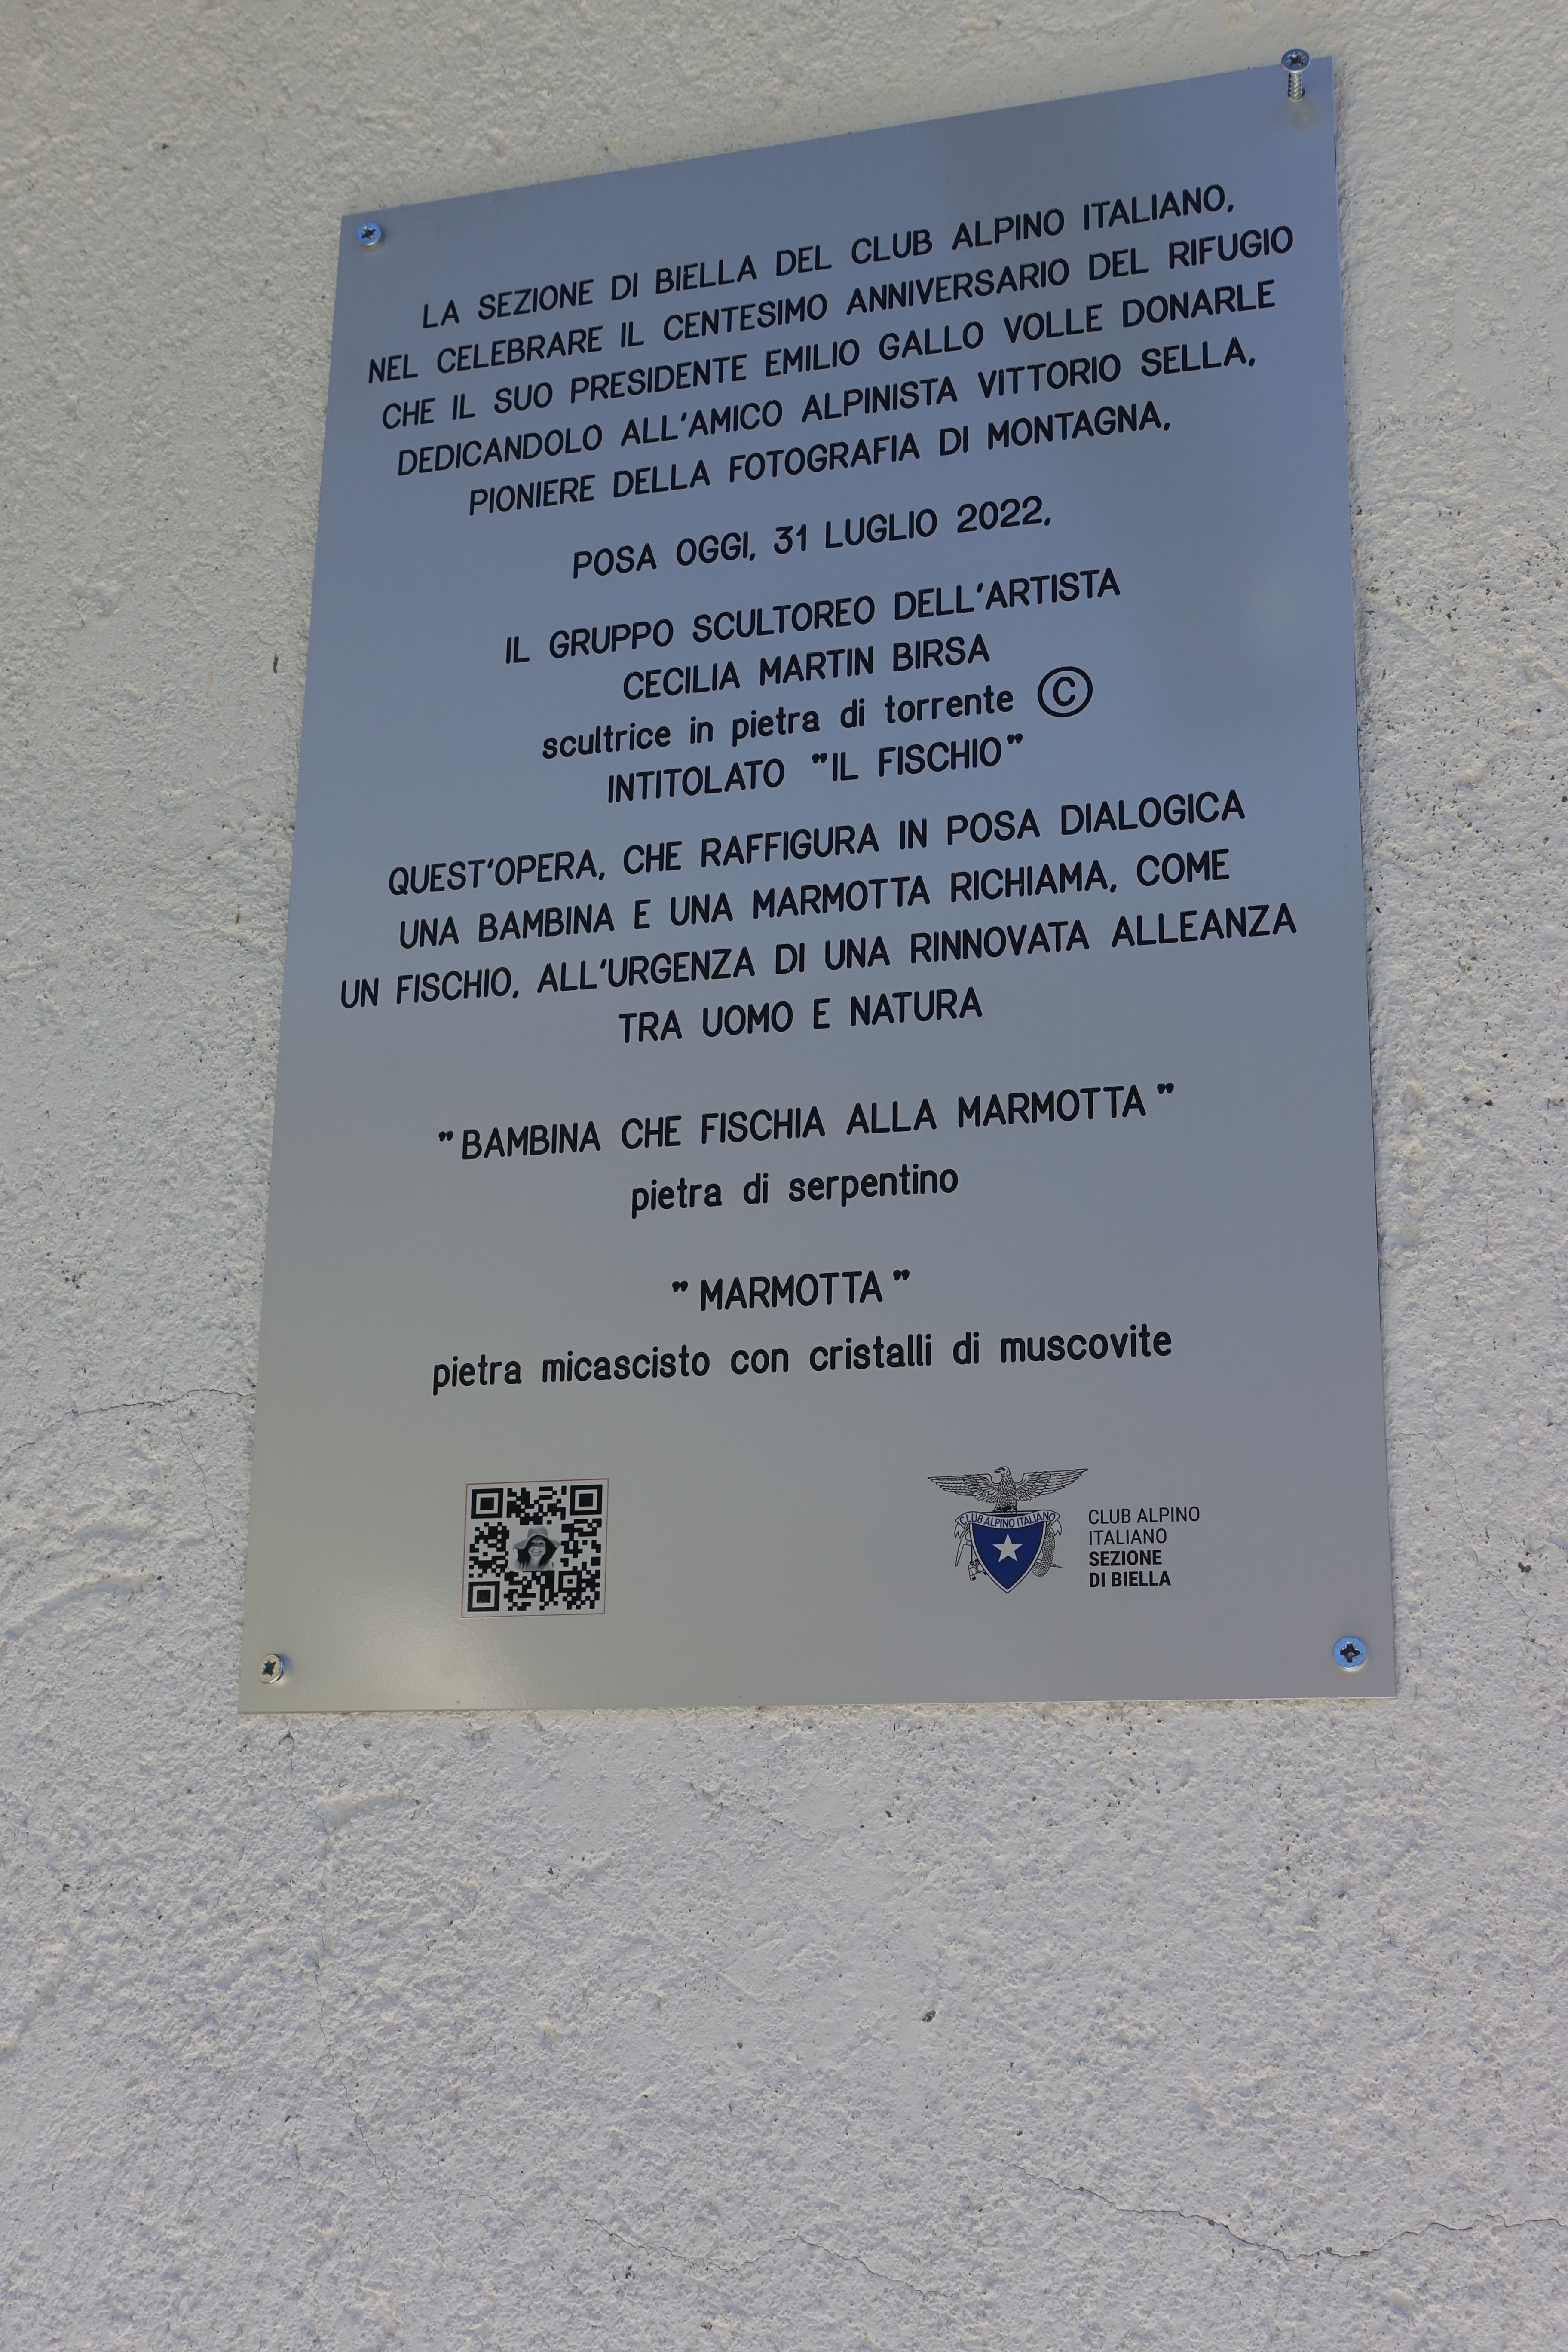 LA SEZIONE DI BIELLA DEL CLUB ALPINO ITALIANO,
NEL CELEBRARE IL CENTESIMO ANNIVERSARIO DEL RIFUGIO
CHE IL SUO PRESIDENTE EMILIO GALLO VOLLE DONARLE
DEDICANDOLO ALL'AMICO ALPINISTA VITTORIO SELLA,
PIONIERE DELLA FOTOGRAFIA DI MONTAGNA,
POSA OGGI, 31 LUGLIO 2022,
IL GRUPPO SCULTOREO DELL'ARTISTA
CECILIA MARTIN BIRSA
scultrice in pietra di torrente ©
INTITOLATO "IL FISCHIO"
QUEST'OPERA, CHE RAFFIGURA IN POSA DIALOGICA
UNA BAMBINA E UNA MARMOTTA RICHIAMA, COME
UN FISCHIO, ALL'URGENZA DI UNA RINNOVATA ALLEANZA
TRA UOMO E NATURA
"BAMBINA CHE FISCHIA ALLA MARMOTTA"
pietra di serpentino
"MARMOTTA"
pietra micascisto con cristalli di muscovite
CLUB ALPINO ITALIANO
CLUB ALPINO
ITALIANO
SEZIONE
DI BIELLA